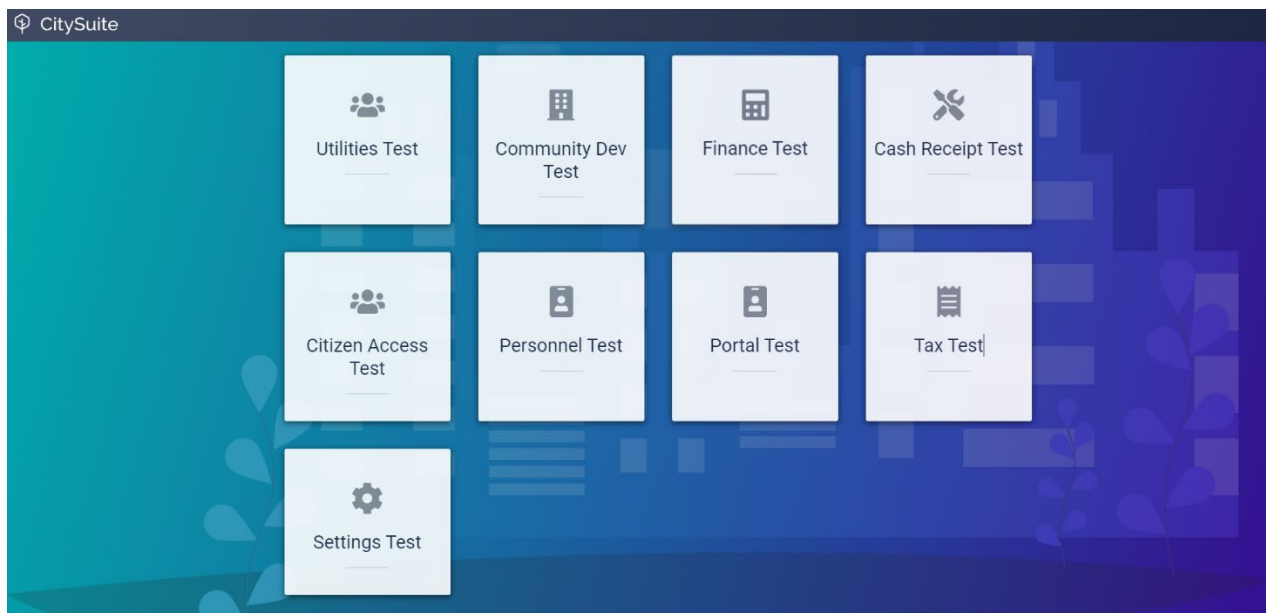 CitySuite
Utilities Test
Community Dev
Test
Finance Test
Cash Receipt Test
Citizen Access
Test
Personnel Test
Portal Test
Tax Test
Settings Test